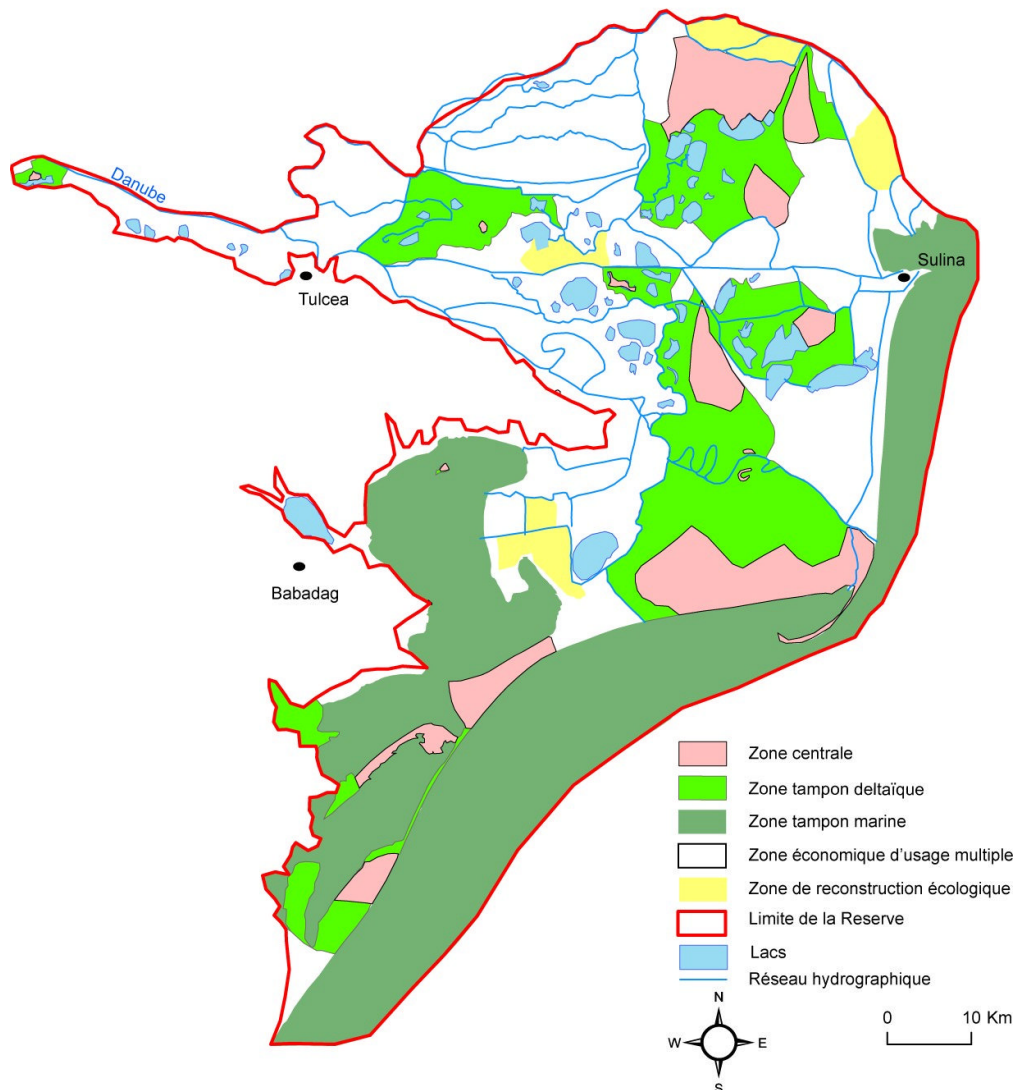 Danube
Tulcea
Sulina
Babadag
Zone centrale
Zone tampon deltaïque
Zone tampon marine
Zone économique d'usage multiple
Zone de reconstruction écologique
Limite de la Reserve
Lacs
Réseau hydrographique
N
W E
S
0 10 Km